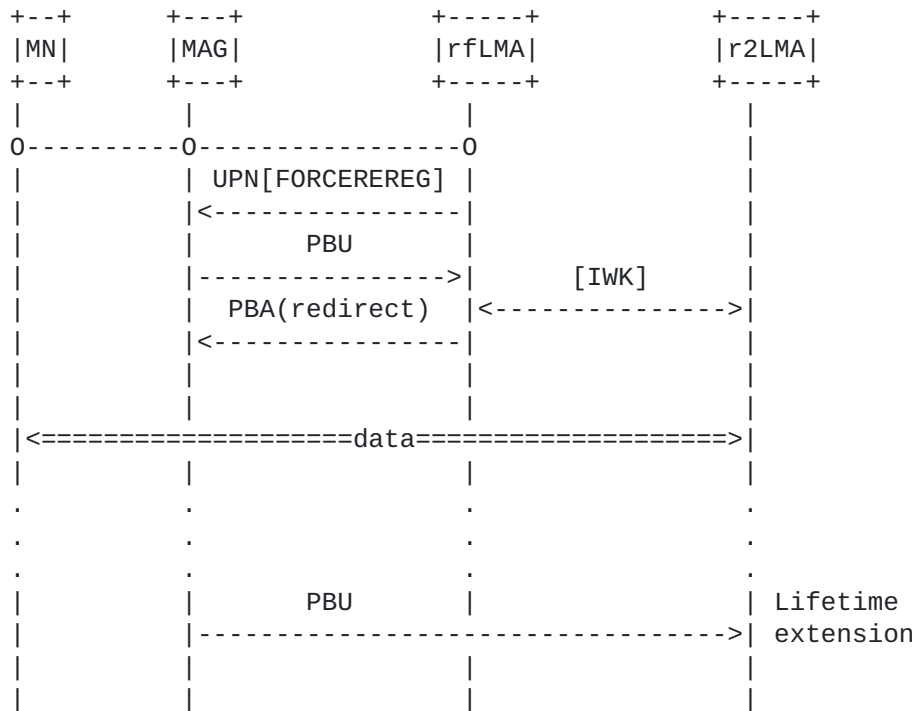 +--+      +---+            +-----+           +-----+
|MN|      |MAG|            |rfLMA|           |r2LMA|
+--+      +---+            +-----+           +-----+
|          |                 |                 |
O----------O-----------------O                 |
|          | UPN[FORCEREREG] |                 |
|          |<----------------|                 |
|          |       PBU       |                 |
|          |---------------->|      [IWK]      |
|          |  PBA(redirect)  |<--------------->|
|          |<----------------|                 |
|          |                 |                 |
|          |                 |                 |
|<====================data====================>|
|          |                 |                 |
.          .                 .                 .
.          .                 .                 .
.          .                 .                 .
|          |       PBU       |                 | Lifetime
|          |---------------------------------->| extension
|          |                 |                 |
|          |                 |                 |